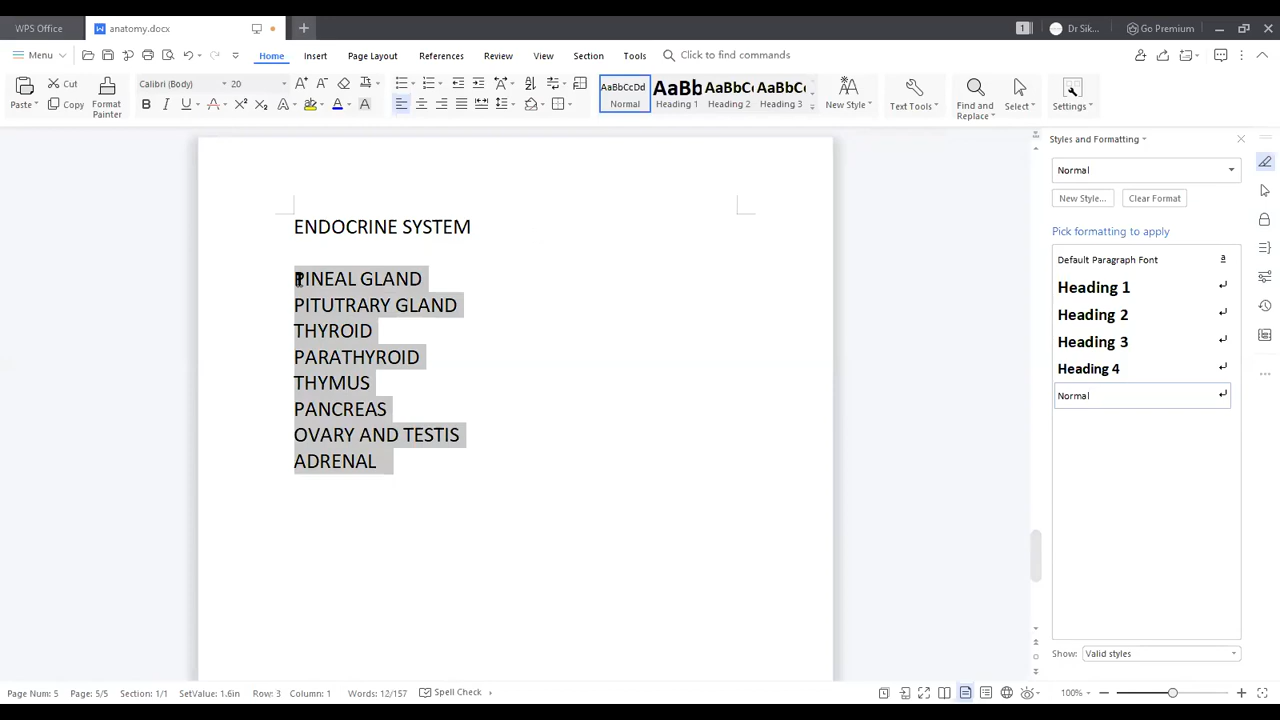 WPS Office
anatomy.docx
1
Dr Sik...
Go Premium
Menu
Home
Insert
Page Layout
References
Review
View
Section
Tools
Click to find commands
Paste
Cut
Copy
Format
Painter
Calibri (Body)
20
AaBbCcDd
Normal
AaBb
Heading 1
AaBbC
Heading 2
AaBbC
Heading 3
New Style
Text Tools
Find and
Replace
Select
Settings
ENDOCRINE SYSTEM
PINEAL GLAND
PITUTRARY GLAND
THYROID
PARATHYROID
THYMUS
PANCREAS
OVARY AND TESTIS
ADRENAL
Styles and Formatting
Normal
New Style...
Clear Format
Pick formatting to apply
Default Paragraph Font
a
Heading 1
Heading 2
Heading 3
Heading 4
Normal
Show:
Valid styles
Page Num: 5
Page: 5/5
Section: 1/1
SetValue: 1.6in
Row: 3
Column: 1
Words: 12/157
Spell Check
100%